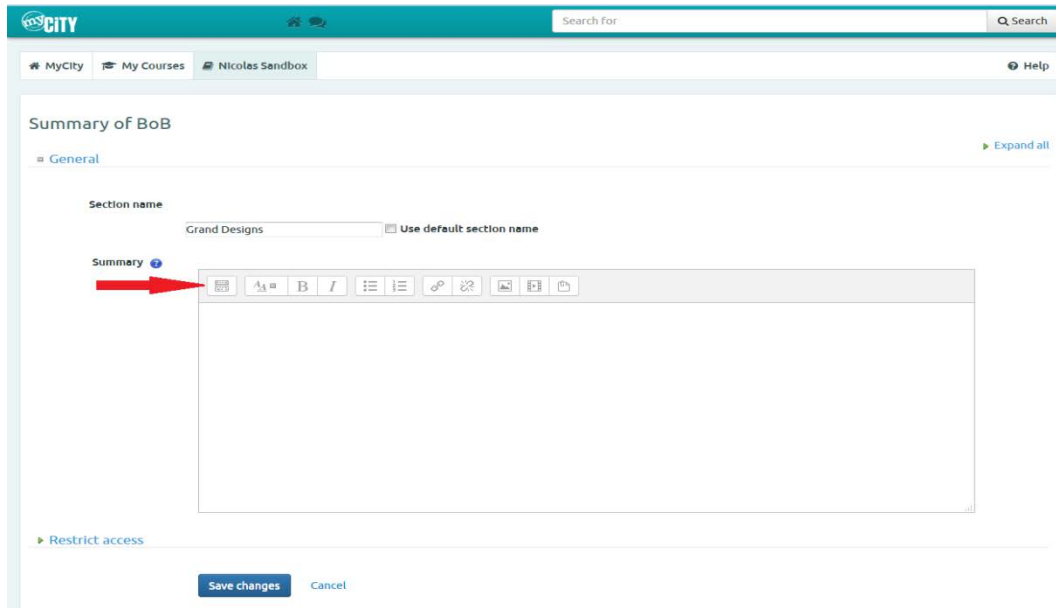 myCITY
Search for
Search
MyCity
My Courses
Nicolas Sandbox
Help
Summary of BoB
Expand all
General
Section name
Grand Designs
Use default section name
Summary
B I
Restrict access
Save changes
Cancel